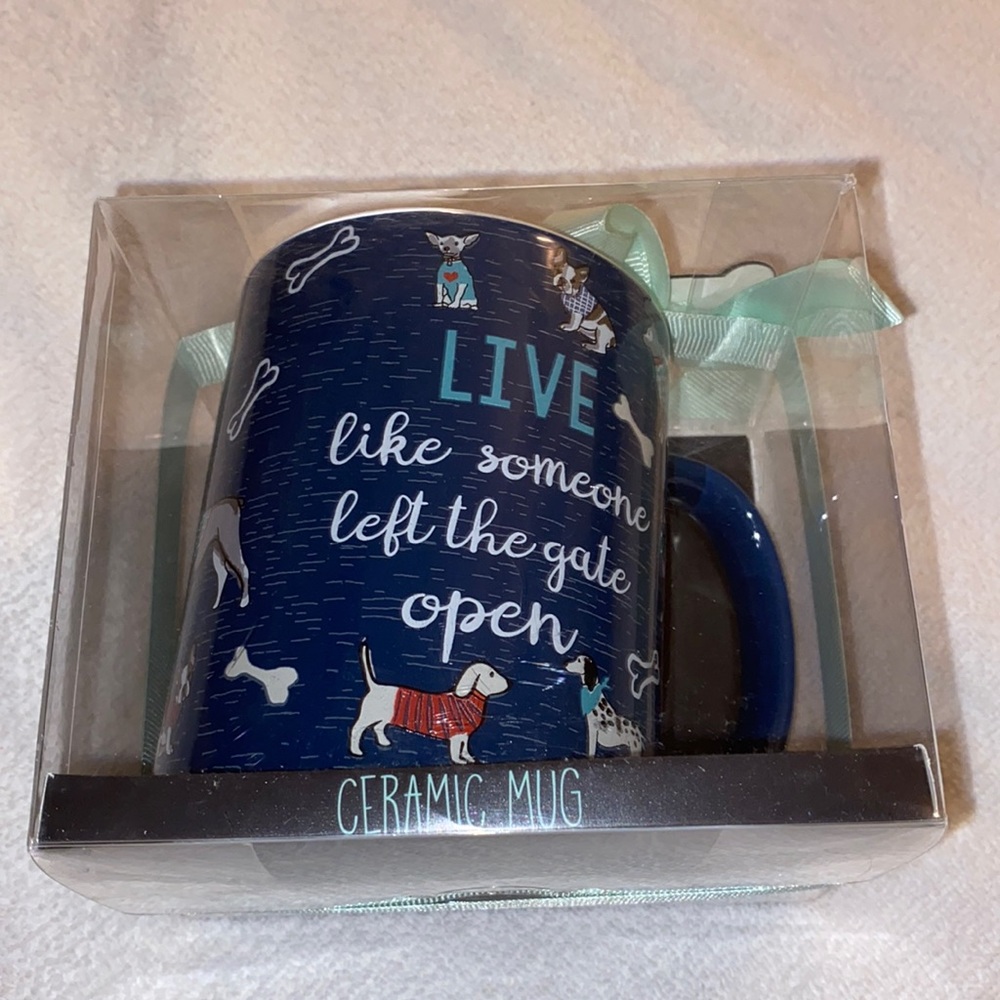 LIVE
like someone
left the gate
open
CERAMIC MUG